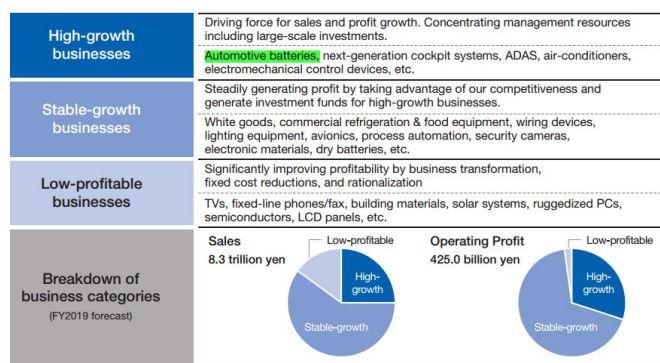 High-growth
businesses
Driving force for sales and profit growth. Concentrating management resources
including large-scale investments.
Automotive batteries, next-generation cockpit systems, ADAS, air-conditioners,
electromechanical control devices, etc.
Stable-growth
businesses
Steadily generating profit by taking advantage of our competitiveness and
generate investment funds for high-growth businesses.
White goods, commercial refrigeration & food equipment, wiring devices,
lighting equipment, avionics, process automation, security cameras,
electronic materials, dry batteries, etc.
Low-profitable
businesses
Significantly improving profitability by business transformation,
fixed cost reductions, and rationalization
TVs, fixed-line phones/fax, building materials, solar systems, ruggedized PCs,
semiconductors, LCD panels, etc.
Breakdown of
business categories
(FY2019 forecast)
Sales
8.3 trillion yen
Low-profitable
High-
growth
Stable-growth
Operating Profit
425.0 billion yen
Low-profitable
High-
growth
Stable-growth